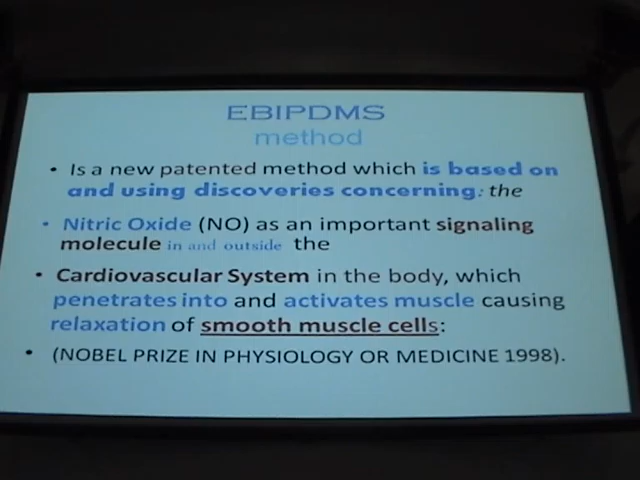 EBIPDMS
method
• Is a new patented method which is based on
and using discoveries concerning: the
• Nitric Oxide (NO) as an important signaling
molecule in and outside the
• Cardiovascular System in the body, which
penetrates into and activates muscle causing
relaxation of smooth muscle cells:
• (NOBEL PRIZE IN PHYSIOLOGY OR MEDICINE 1998).